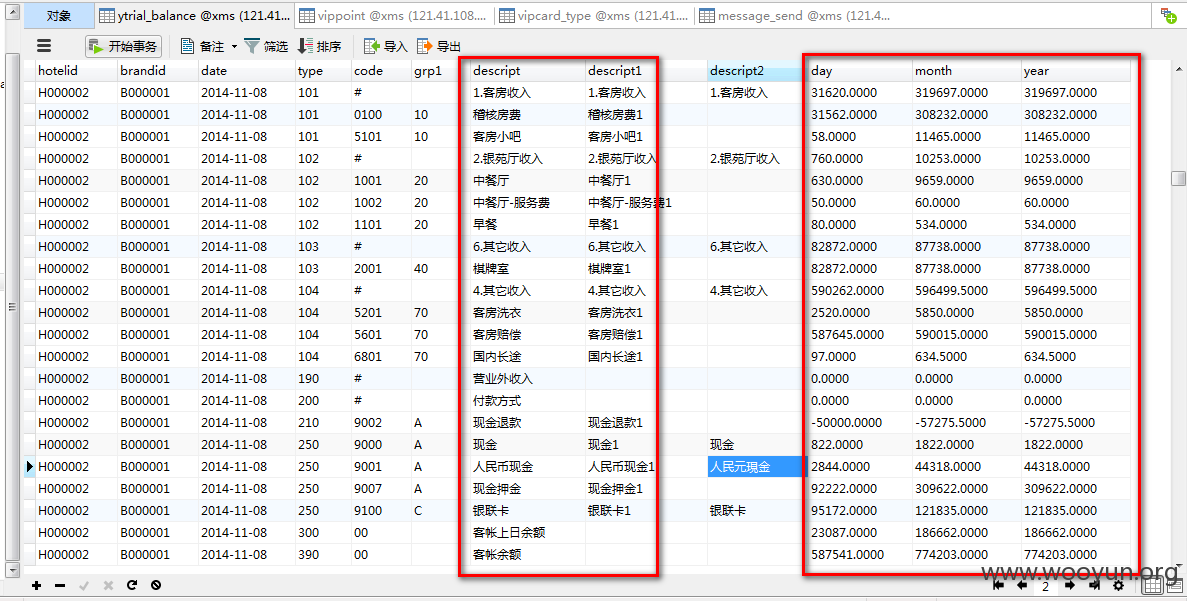 对象 ytrial_balance @xms (121.41... vippoint @xms (121.41.108.... vipcard_type @xms (121.41.... message_send @xms (121.4...
开始事务 备注 筛选 排序 导入 导出
hotelid brandid date type code grp1 descript descript1 descript2 day month year
H000002 B000001 2014-11-08 101 # 1.客房收入 1.客房收入 1.客房收入 31620.0000 319697.0000 319697.0000
H000002 B000001 2014-11-08 101 0100 10 稽核房费 稽核房费1 31562.0000 308232.0000 308232.0000
H000002 B000001 2014-11-08 101 5101 10 客房小吧 客房小吧1 58.0000 11465.0000 11465.0000
H000002 B000001 2014-11-08 102 # 2.银苑厅收入 2.银苑厅收入 2.银苑厅收入 760.0000 10253.0000 10253.0000
H000002 B000001 2014-11-08 102 1001 20 中餐厅 中餐厅1 630.0000 9659.0000 9659.0000
H000002 B000001 2014-11-08 102 1002 20 中餐厅-服务费 中餐厅-服务费1 50.0000 60.0000 60.0000
H000002 B000001 2014-11-08 102 1101 20 早餐 早餐1 80.0000 534.0000 534.0000
H000002 B000001 2014-11-08 103 # 6.其它收入 6.其它收入 6.其它收入 82872.0000 87738.0000 87738.0000
H000002 B000001 2014-11-08 103 2001 40 棋牌室 棋牌室1 82872.0000 87738.0000 87738.0000
H000002 B000001 2014-11-08 104 # 4.其它收入 4.其它收入 4.其它收入 590262.0000 596499.5000 596499.5000
H000002 B000001 2014-11-08 104 5201 70 客房洗衣 客房洗衣1 2520.0000 5850.0000 5850.0000
H000002 B000001 2014-11-08 104 5601 70 客房赔偿 客房赔偿1 587645.0000 590015.0000 590015.0000
H000002 B000001 2014-11-08 104 6801 70 国内长途 国内长途1 97.0000 634.5000 634.5000
H000002 B000001 2014-11-08 190 # 营业外收入 0.0000 0.0000 0.0000
H000002 B000001 2014-11-08 200 # 付款方式 0.0000 0.0000 0.0000
H000002 B000001 2014-11-08 210 9002 A 现金退款 现金退款1 -50000.0000 -57275.5000 -57275.5000
H000002 B000001 2014-11-08 250 9000 A 现金 现金1 现金 822.0000 1822.0000 1822.0000
H000002 B000001 2014-11-08 250 9001 A 人民币现金 人民币现金1 人民元現金 2844.0000 44318.0000 44318.0000
H000002 B000001 2014-11-08 250 9007 A 现金押金 现金押金1 92222.0000 309622.0000 309622.0000
H000002 B000001 2014-11-08 250 9100 C 银联卡 银联卡1 银联卡 95172.0000 121835.0000 121835.0000
H000002 B000001 2014-11-08 300 00 客帐上日余额 23087.0000 186662.0000 186662.0000
H000002 B000001 2014-11-08 390 00 客帐余额 587541.0000 774203.0000 774203.0000
www.wooyun.org
2